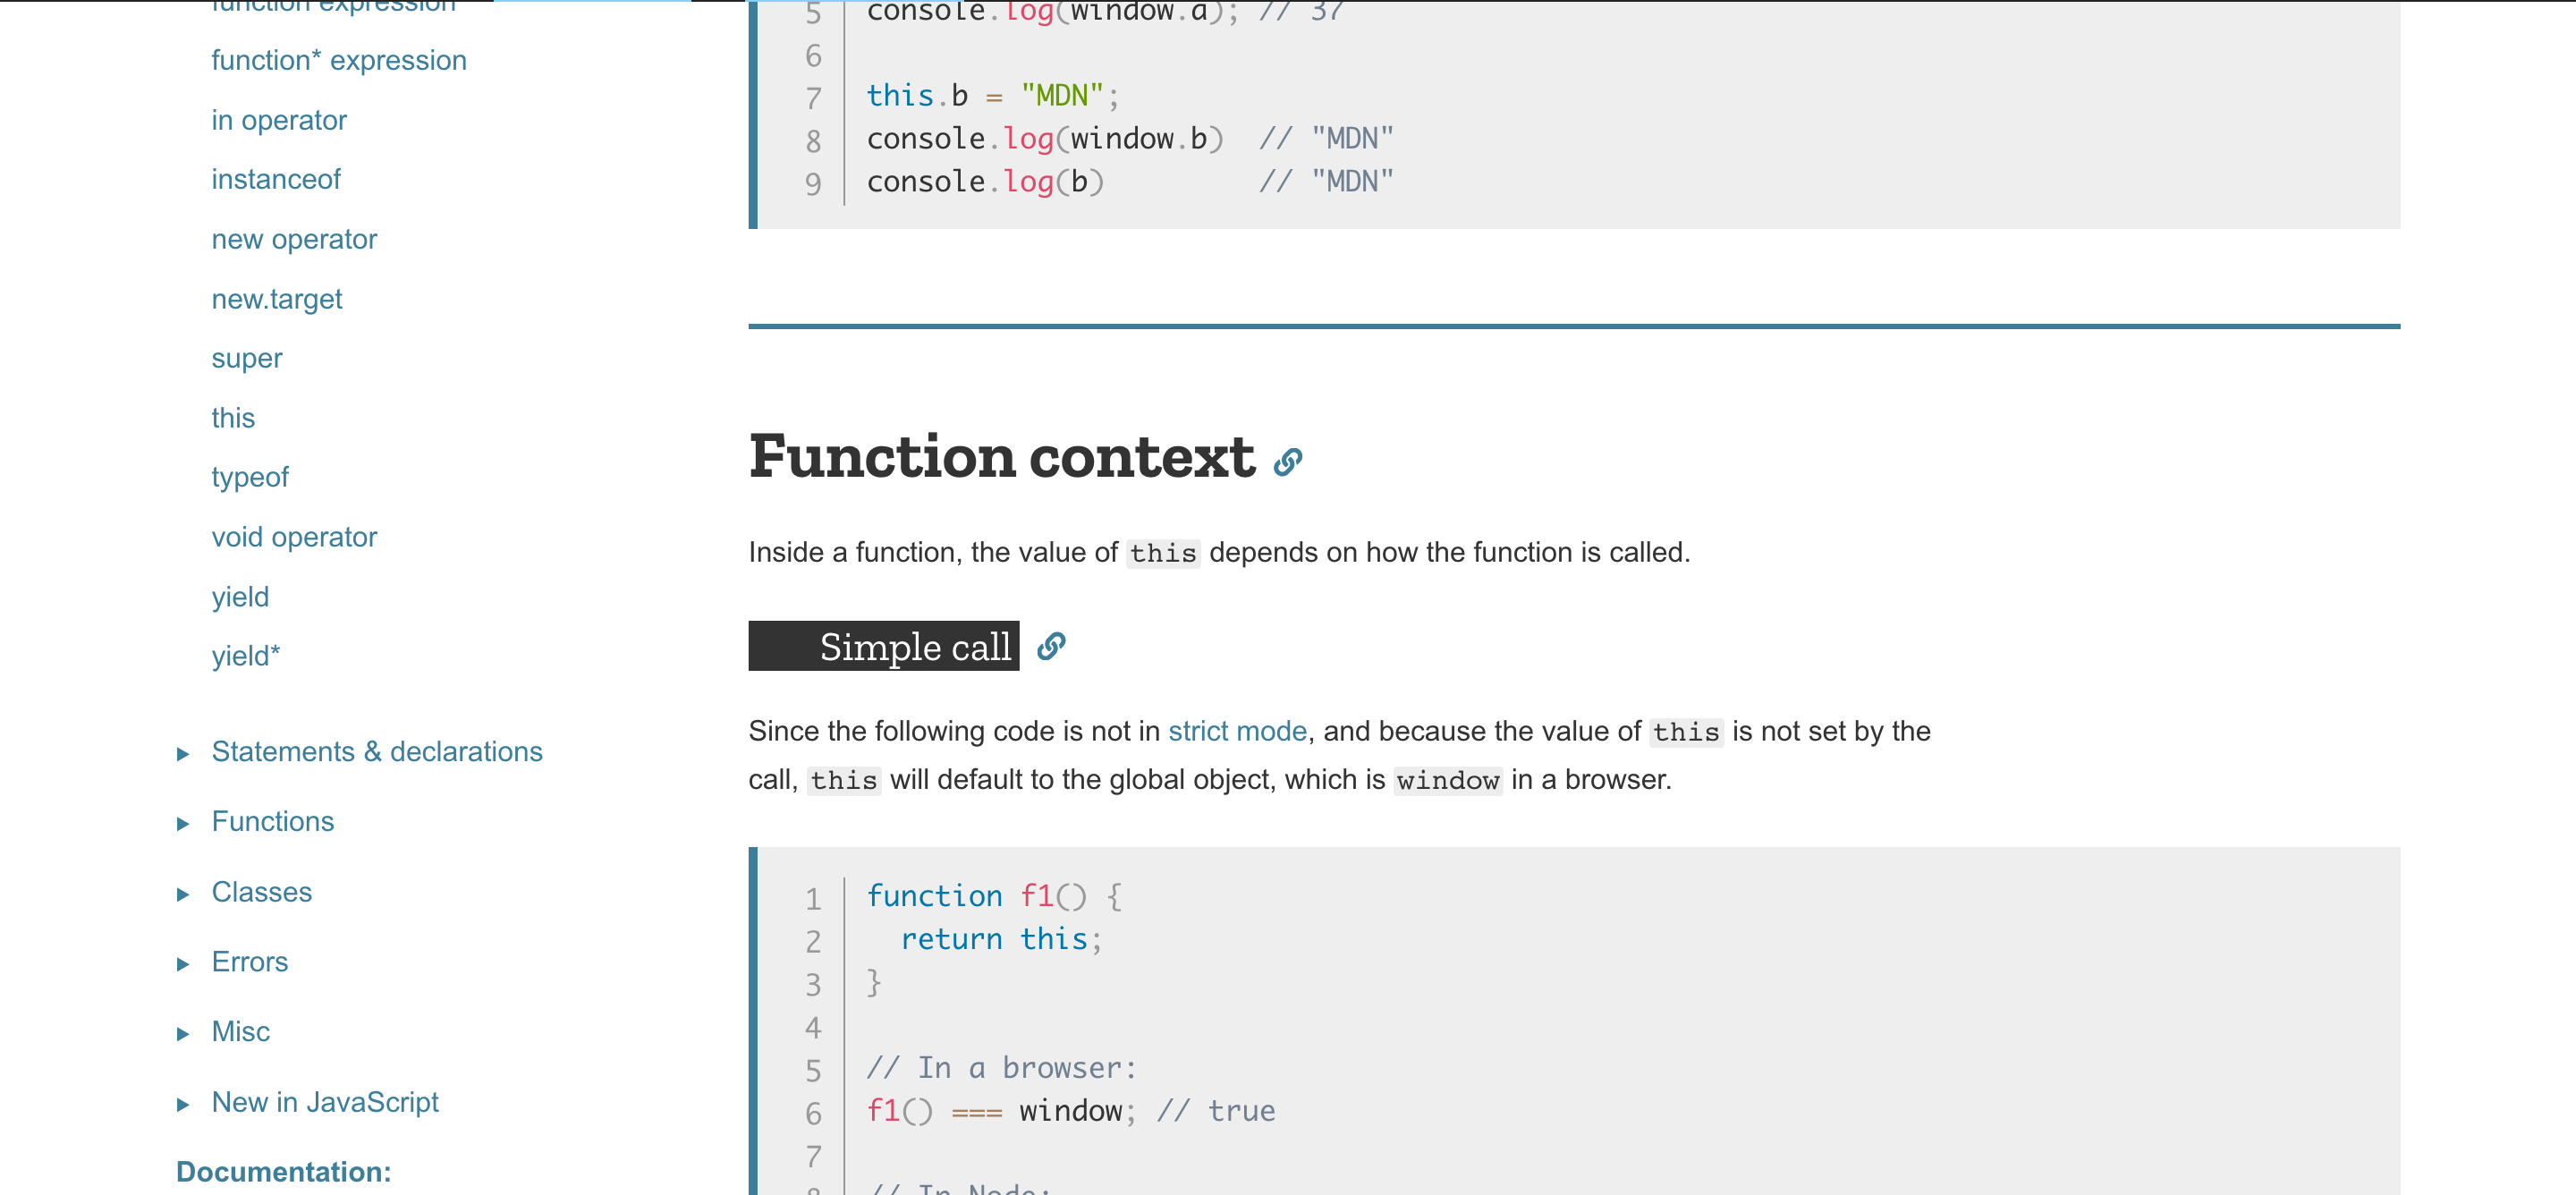 function expression
function* expression
in operator
instanceof
new operator
new.target
super
this
typeof
void operator
yield
yield*
Statements & declarations
Functions
Classes
Errors
Misc
New in JavaScript
Documentation:
5 console.log(window.a); // 37
6
7 this.b = "MDN";
8 console.log(window.b)  // "MDN"
9 console.log(b)         // "MDN"
Function context
Inside a function, the value of this depends on how the function is called.
Simple call
Since the following code is not in strict mode, and because the value of this is not set by the
call, this will default to the global object, which is window in a browser.
1 function f1() {
2   return this;
3 }
4
5 // In a browser:
6 f1() === window; // true
7
8 // In Node: